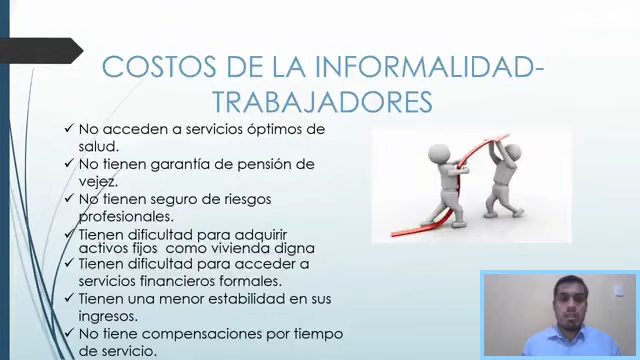 COSTOS DE LA INFORMALIDAD-
TRABAJADORES
✓ No acceden a servicios óptimos de
salud.
✓ No tienen garantía de pensión de
vejez.
✓ No tienen seguro de riesgos
profesionales.
✓ Tienen dificultad para adquirir
activos fijos como vivienda digna
✓ Tienen dificultad para acceder a
servicios financieros formales.
✓ Tienen una menor estabilidad en sus
ingresos.
✓ No tiene compensaciones por tiempo
de servicio.